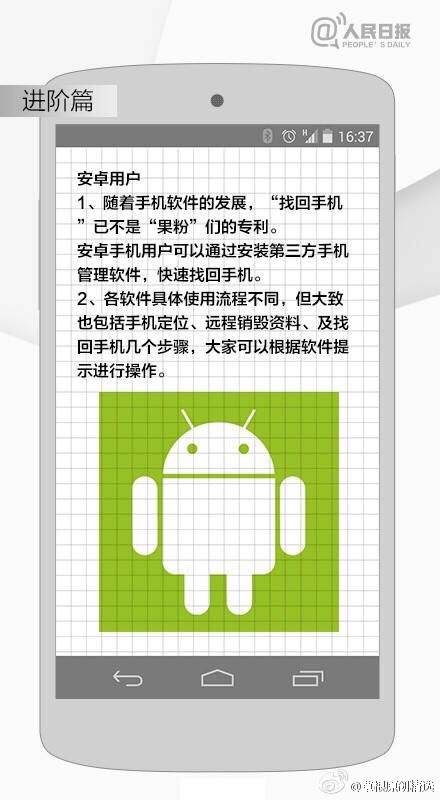 @人民日报
PEOPLE'S DAILY
进阶篇
H
16:37
安卓用户
1、随着手机软件的发展，“找回手机
”已不是“果粉”们的专利。
安卓手机用户可以通过安装第三方手机
管理软件，快速找回手机。
2、各软件具体使用流程不同，但大致
也包括手机定位、远程销毁资料、及找
回手机几个步骤，大家可以根据软件提
示进行操作。